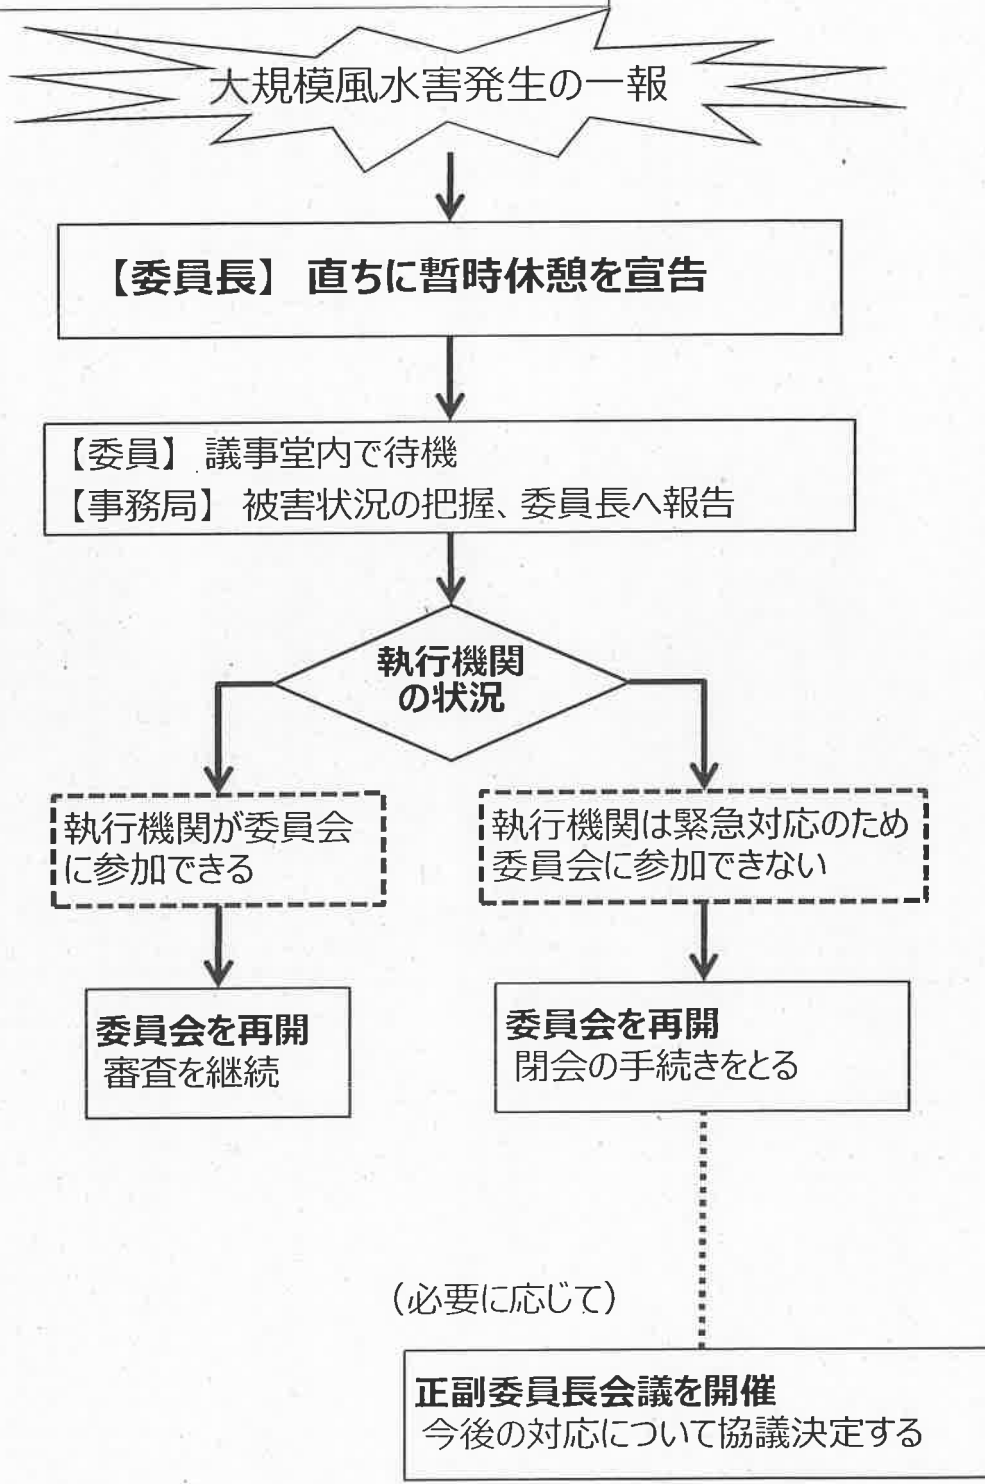 大規模風水害発生の一報
【委員長】 直ちに暫時休憩を宣告
【委員】 議事堂内で待機
【事務局】 被害状況の把握、委員長へ報告
執行機関
の状況
執行機関が委員会
に参加できる
執行機関は緊急対応のため
委員会に参加できない
委員会を再開
審査を継続
委員会を再開
閉会の手続きをとる
（必要に応じて）
正副委員長会議を開催
今後の対応について協議決定する